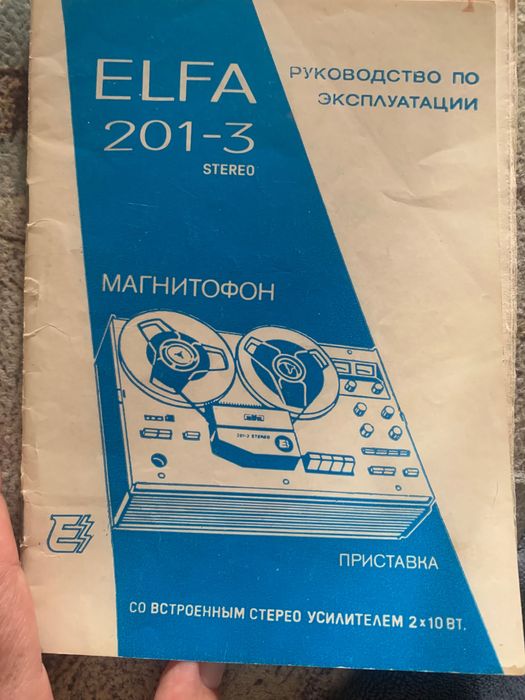 ELFA
201-3
STEREO
РУКОВОДСТВО ПО
ЭКСПЛУАТАЦИИ
МАГНИТОФОН
elfa
201-3 STEREO
ПРИСТАВКА
СО ВСТРОЕННЫМ СТЕРЕО УСИЛИТЕЛЕМ 2×10 ВТ.